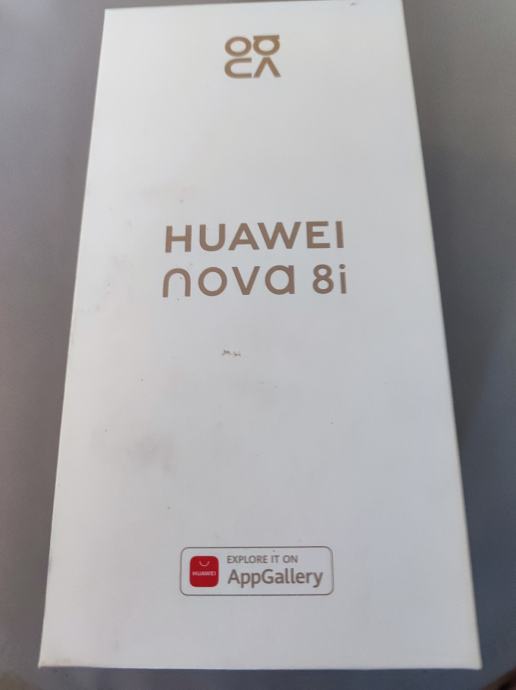 HUAWEI
nova 8i
HUAWEI
EXPLORE IT ON
AppGallery